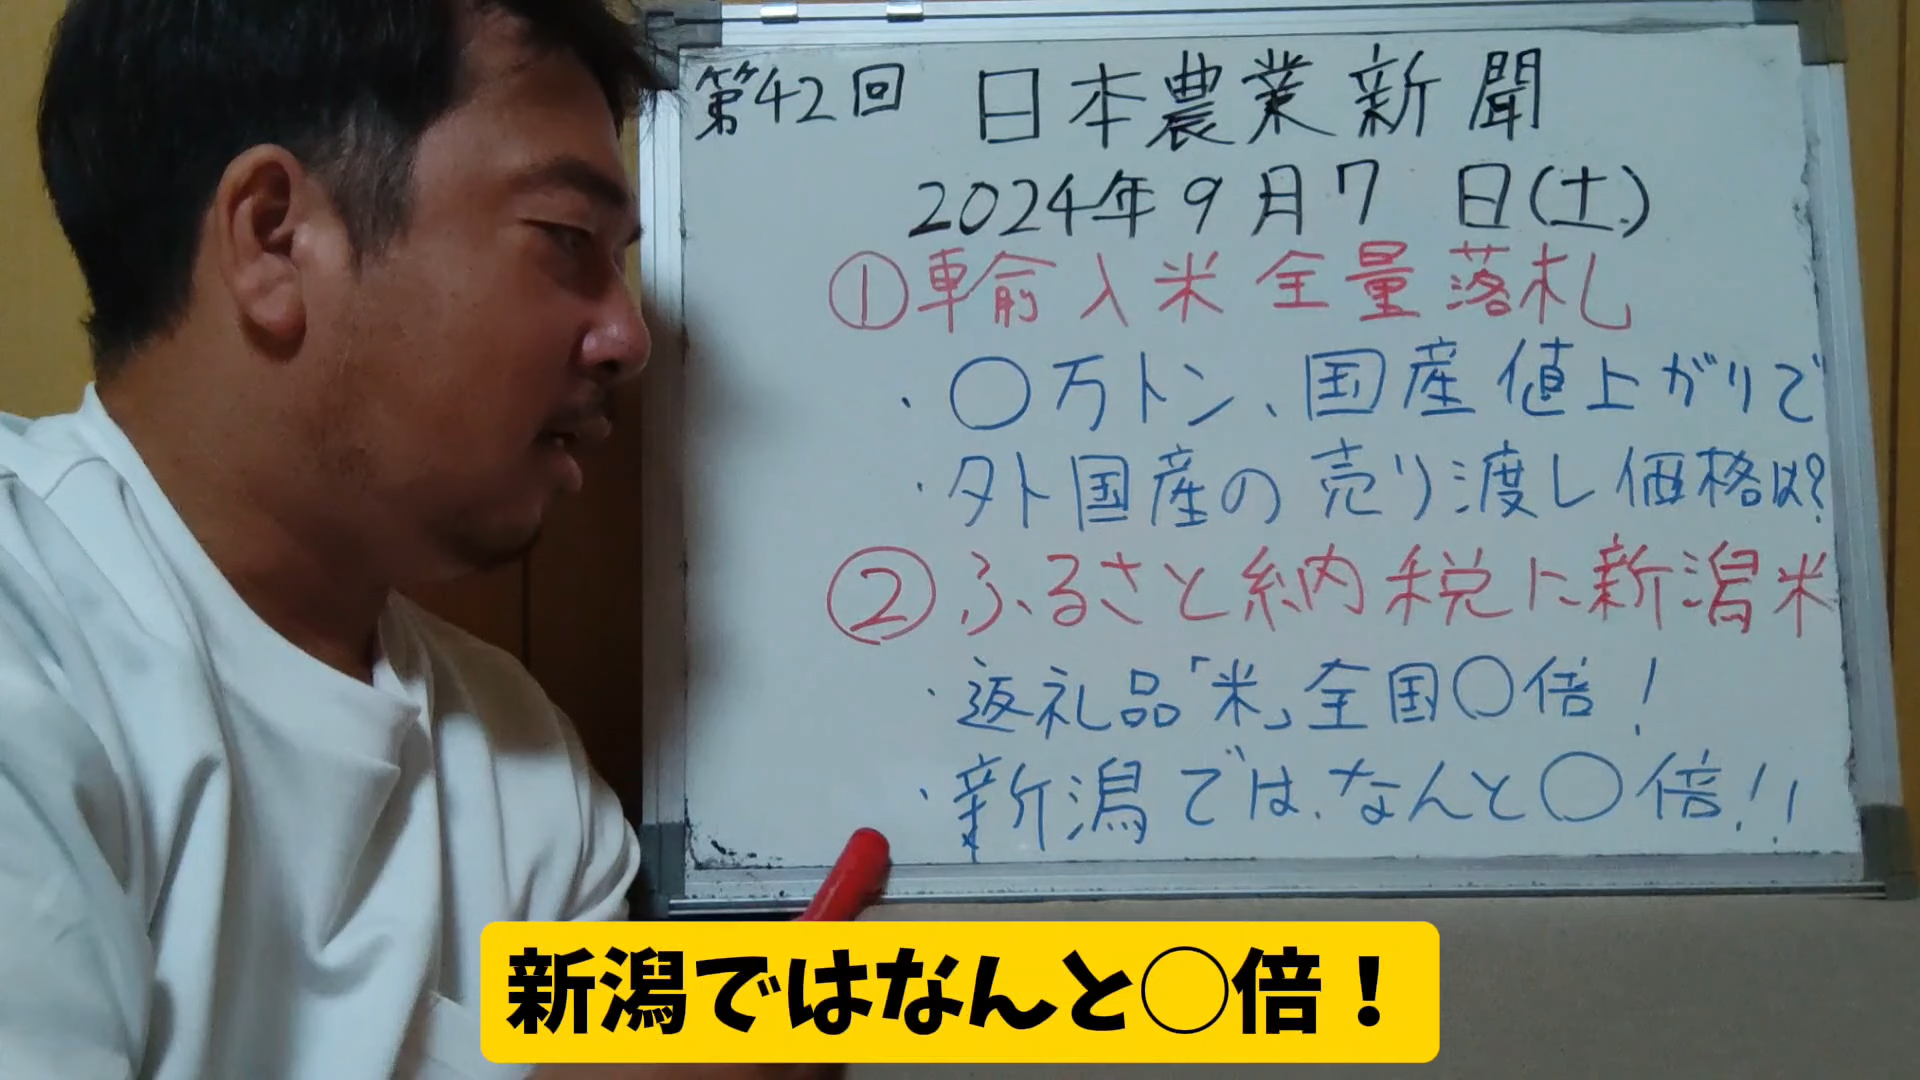 第42回 日本農業新聞
2024年9月7日(土)
①輸入米全量落札
・〇万トン、国産値上がりで
・外国産の売り渡し価格は?
②ふるさと納税に新潟米
・返礼品「米」全国〇倍!
・新潟では、なんと〇倍!!
新潟ではなんと〇倍！